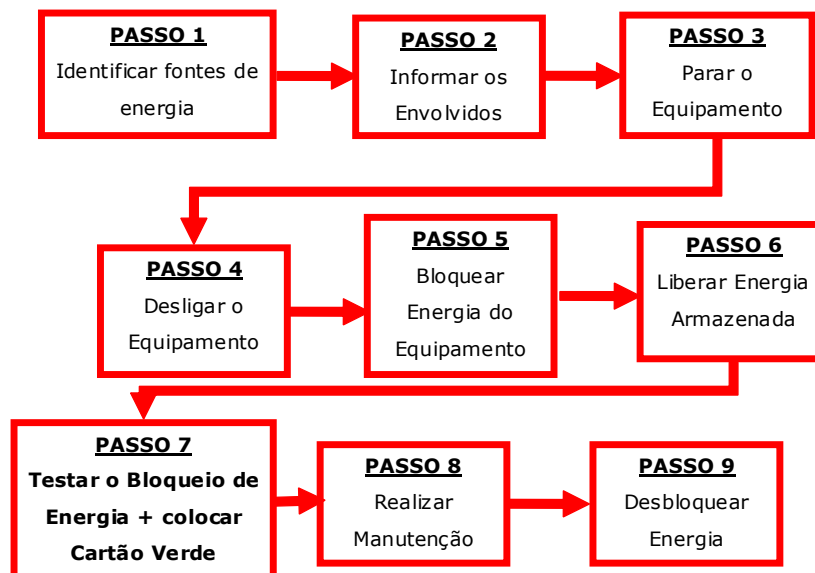 PASSO 1
Identificar fontes de
energia
PASSO 2
Informar os
Envolvidos
PASSO 3
Parar o
Equipamento
PASSO 4
Desligar o
Equipamento
PASSO 5
Bloquear
Energia do
Equipamento
PASSO 6
Liberar Energia
Armazenada
PASSO 7
Testar o Bloqueio de
Energia + colocar
Cartão Verde
PASSO 8
Realizar
Manutenção
PASSO 9
Desbloquear
Energia